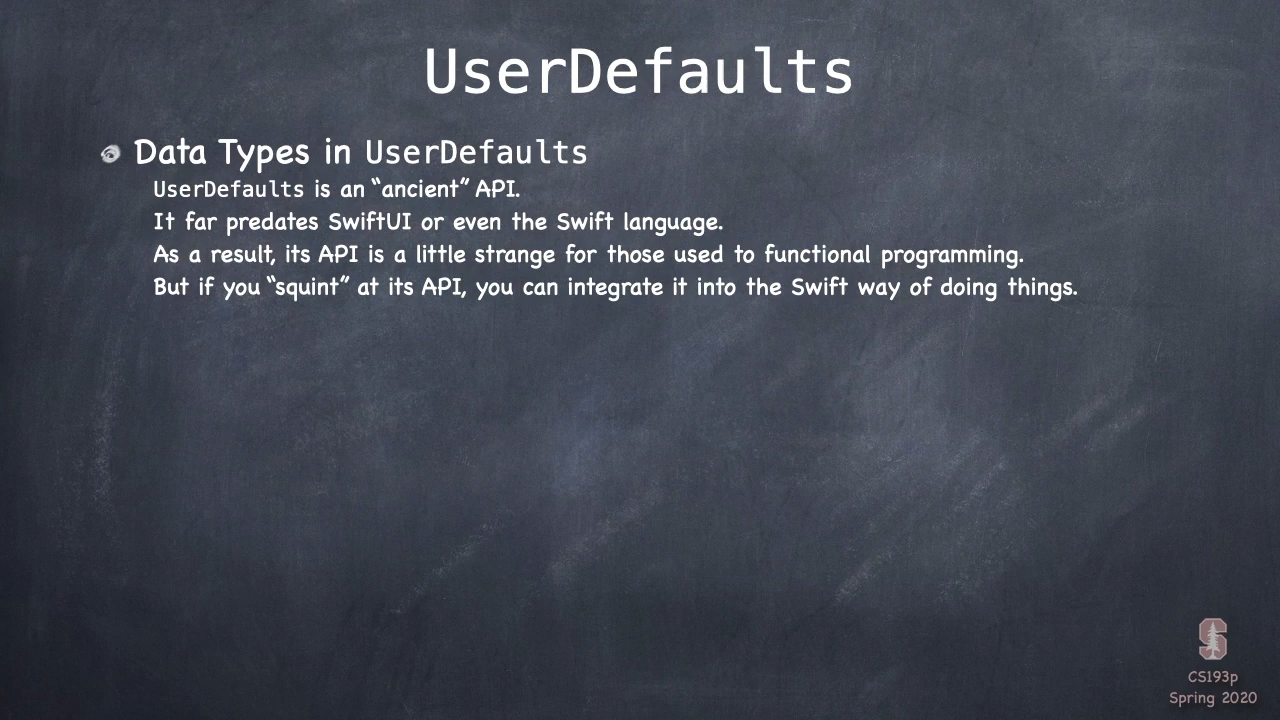 UserDefaults
Data Types in UserDefaults
UserDefaults is an “ancient” API.
It far predates SwiftUI or even the Swift language.
As a result, its API is a little strange for those used to functional programming.
But if you “squint” at its API, you can integrate it into the Swift way of doing things.
S
CS193p
Spring 2020